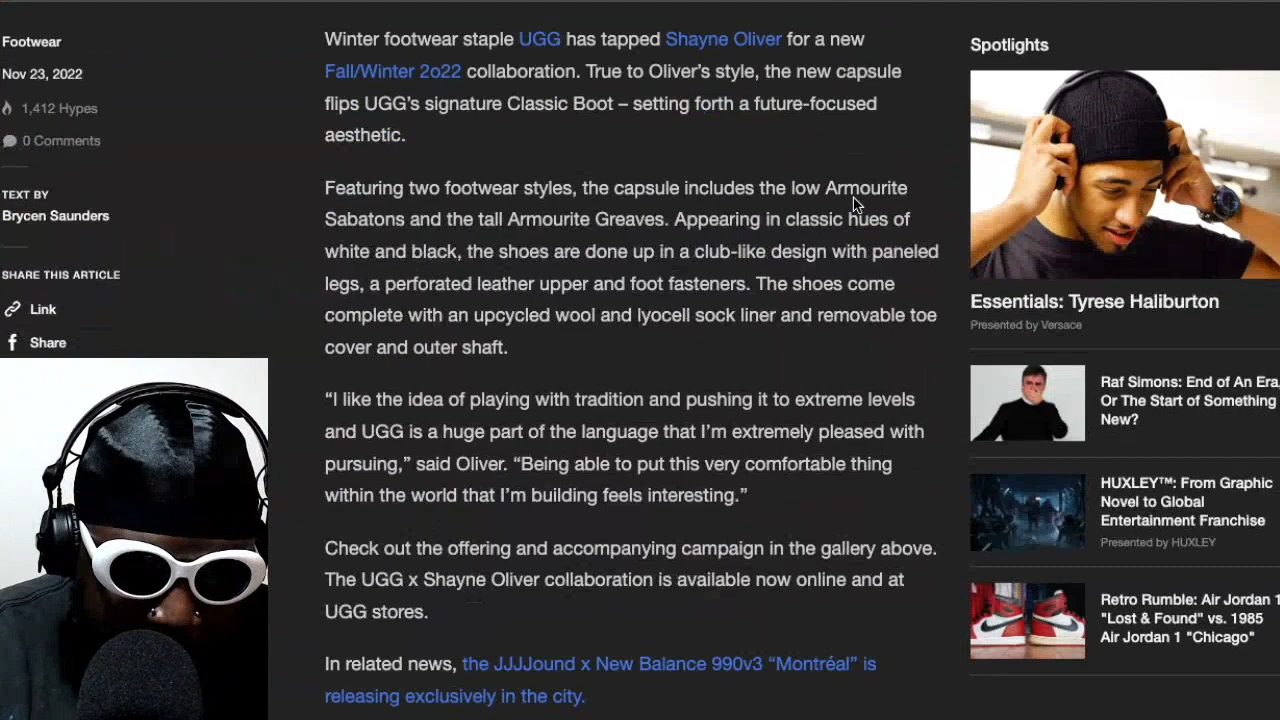 Footwear
Nov 23, 2022
1,412 Hypes
0 Comments
TEXT BY
Brycen Saunders
SHARE THIS ARTICLE
Link
Share
Winter footwear staple UGG has tapped Shayne Oliver for a new
Fall/Winter 2o22 collaboration. True to Oliver’s style, the new capsule
flips UGG’s signature Classic Boot – setting forth a future-focused
aesthetic.
Featuring two footwear styles, the capsule includes the low Armourite
Sabatons and the tall Armourite Greaves. Appearing in classic hues of
white and black, the shoes are done up in a club-like design with paneled
legs, a perforated leather upper and foot fasteners. The shoes come
complete with an upcycled wool and lyocell sock liner and removable toe
cover and outer shaft.
“I like the idea of playing with tradition and pushing it to extreme levels
and UGG is a huge part of the language that I’m extremely pleased with
pursuing,” said Oliver. “Being able to put this very comfortable thing
within the world that I’m building feels interesting.”
Check out the offering and accompanying campaign in the gallery above.
The UGG x Shayne Oliver collaboration is available now online and at
UGG stores.
In related news, the JJJJound x New Balance 990v3 “Montréal” is
releasing exclusively in the city.
Spotlights
Essentials: Tyrese Haliburton
Presented by Versace
Raf Simons: End of An Era,
Or The Start of Something
New?
HUXLEY™: From Graphic
Novel to Global
Entertainment Franchise
Presented by HUXLEY
Retro Rumble: Air Jordan 1
"Lost & Found" vs. 1985
Air Jordan 1 "Chicago"